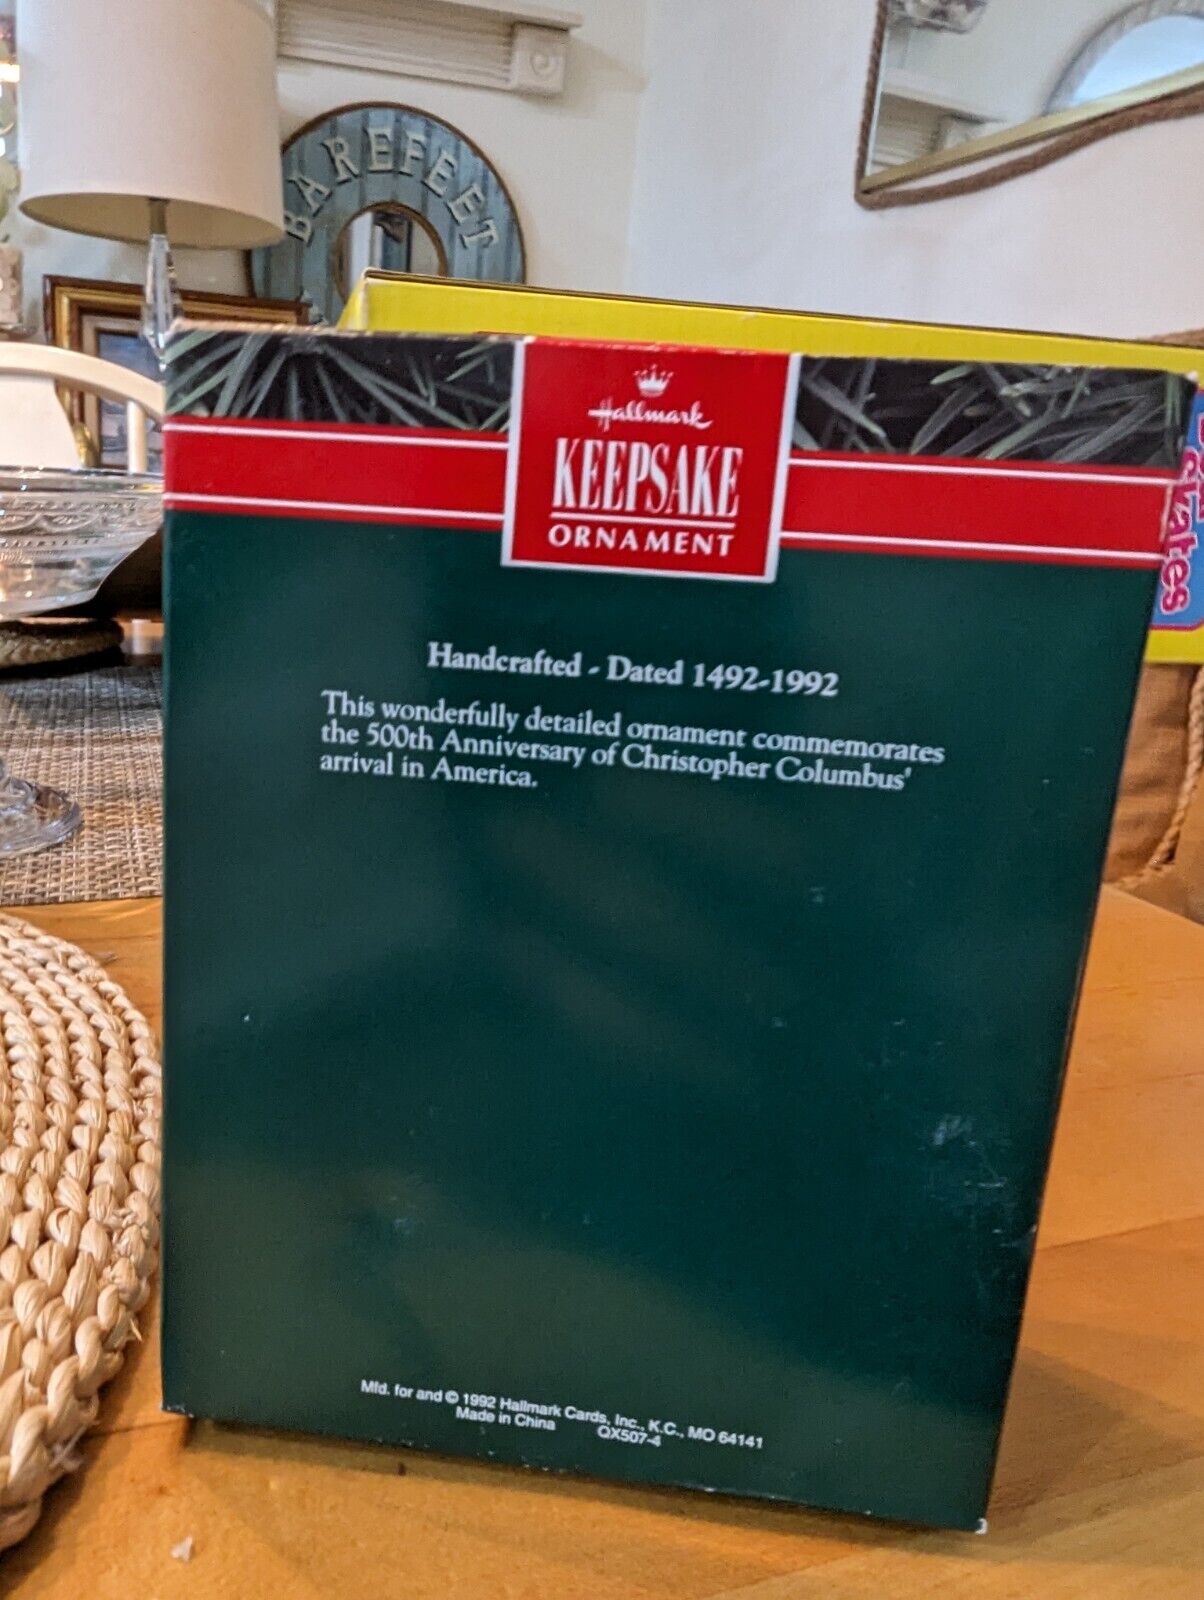 BAREFEET
Hallmark
KEEPSAKE
ORNAMENT
Handcrafted - Dated 1492-1992
This wonderfully detailed ornament commemorates
the 500th Anniversary of Christopher Columbus'
arrival in America.
Mfd. for and © 1992 Hallmark Cards, Inc., K.C., MO 64141
Made in China QX507-4